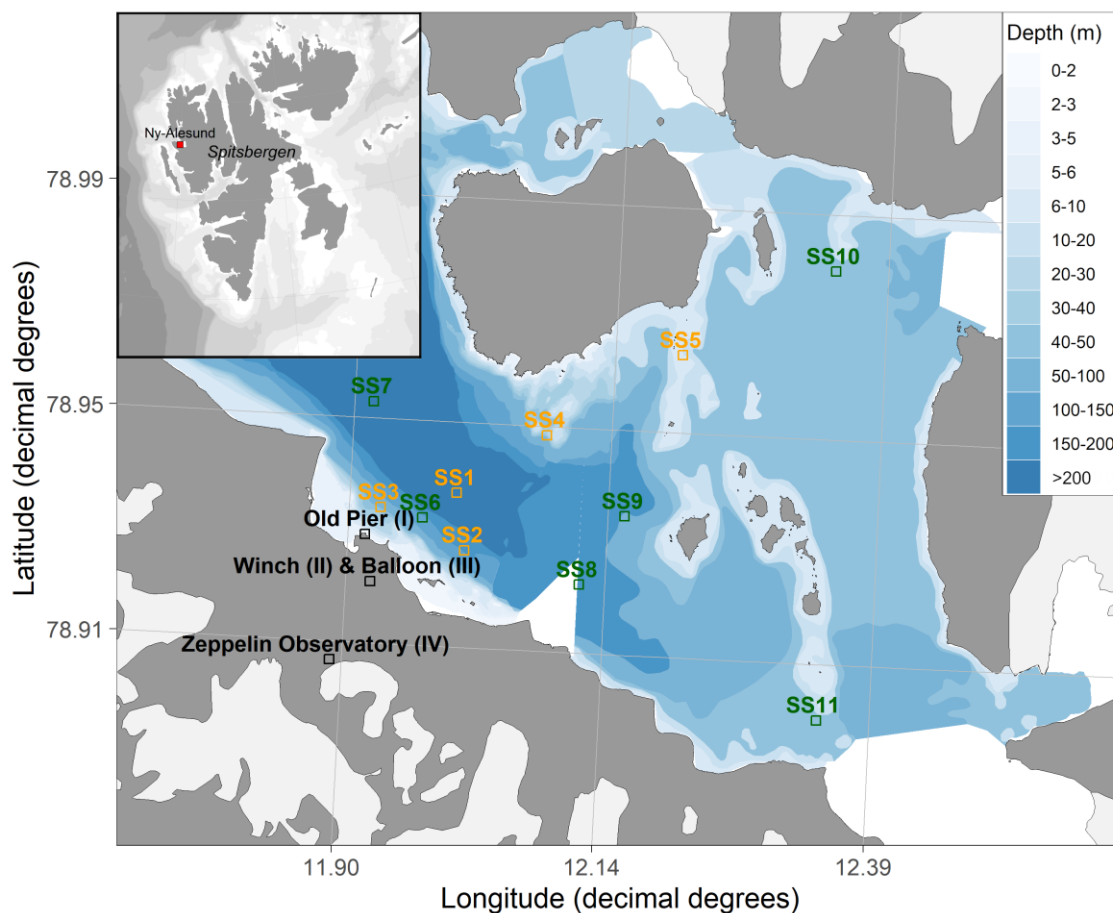 Depth (m)
0-2
2-3
3-5
5-6
6-10
10-20
20-30
30-40
40-50
50-100
100-150
150-200
>200
Ny-Alesund
Spitsbergen
78.99
78.95
78.91
Latitude (decimal degrees)
SS10
SS5
SS7
SS4
SS1
SS3
SS6
SS9
Old Pier (I)
SS2
Winch (II) & Balloon (III)
SS8
Zeppelin Observatory (IV)
SS11
11.90
12.14
12.39
Longitude (decimal degrees)